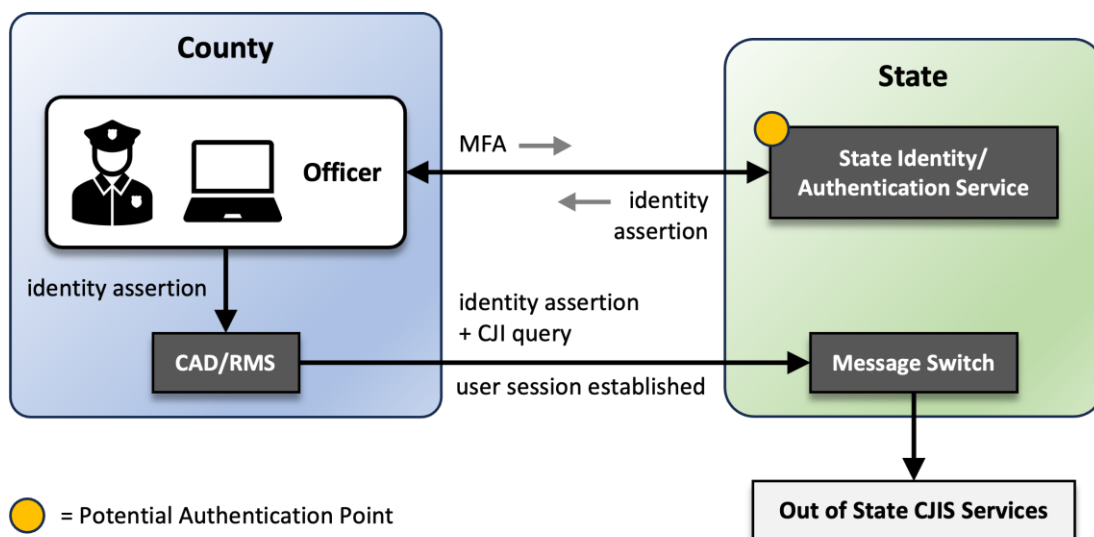 County
State
Officer
MFA
State Identity/
Authentication Service
identity
assertion
identity assertion
identity assertion
+ CJI query
CAD/RMS
Message Switch
user session established
Out of State CJIS Services
= Potential Authentication Point